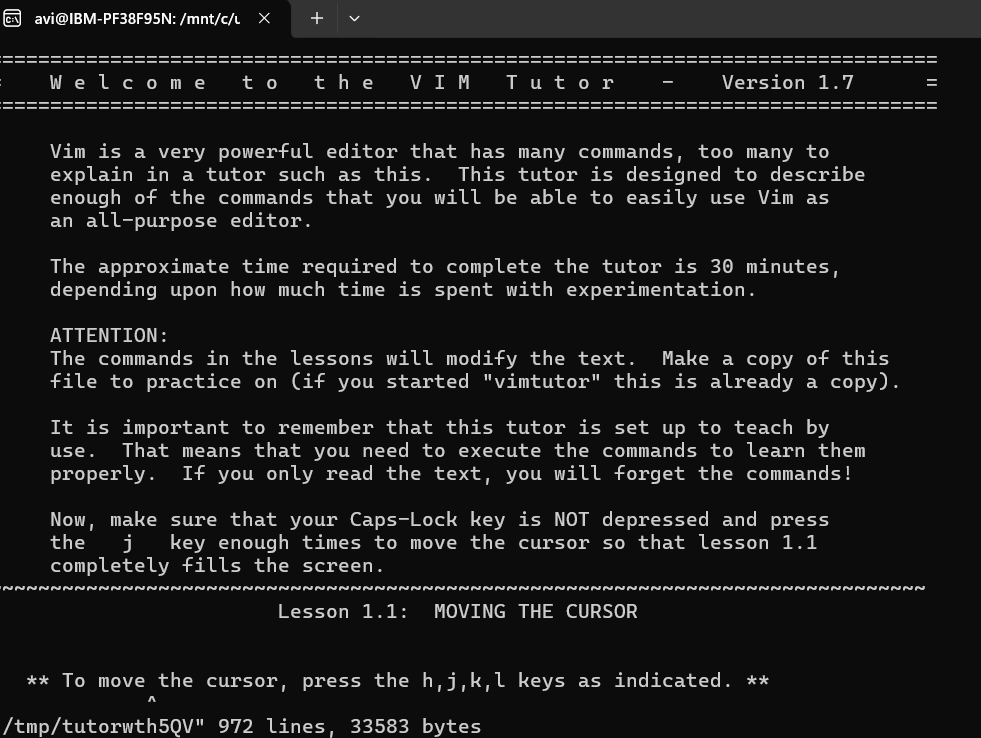 avi@IBM-PF38F95N: /mnt/c/u
==============================================================================
=    W e l c o m e   t o   t h e   V I M   T u t o r    -    Version 1.7      =
==============================================================================
Vim is a very powerful editor that has many commands, too many to
explain in a tutor such as this.  This tutor is designed to describe
enough of the commands that you will be able to easily use Vim as
an all-purpose editor.
The approximate time required to complete the tutor is 30 minutes,
depending upon how much time is spent with experimentation.
ATTENTION:
The commands in the lessons will modify the text.  Make a copy of this
file to practice on (if you started "vimtutor" this is already a copy).
It is important to remember that this tutor is set up to teach by
use.  That means that you need to execute the commands to learn them
properly.  If you only read the text, you will forget the commands!
Now, make sure that your Caps-Lock key is NOT depressed and press
the   j   key enough times to move the cursor so that lesson 1.1
completely fills the screen.
~~~~~~~~~~~~~~~~~~~~~~~~~~~~~~~~~~~~~~~~~~~~~~~~~~~~~~~~~~~~~~~~~~~~~~~~~~~~~
Lesson 1.1:  MOVING THE CURSOR
** To move the cursor, press the h,j,k,l keys as indicated. **
^
/tmp/tutorwth5QV" 972 lines, 33583 bytes